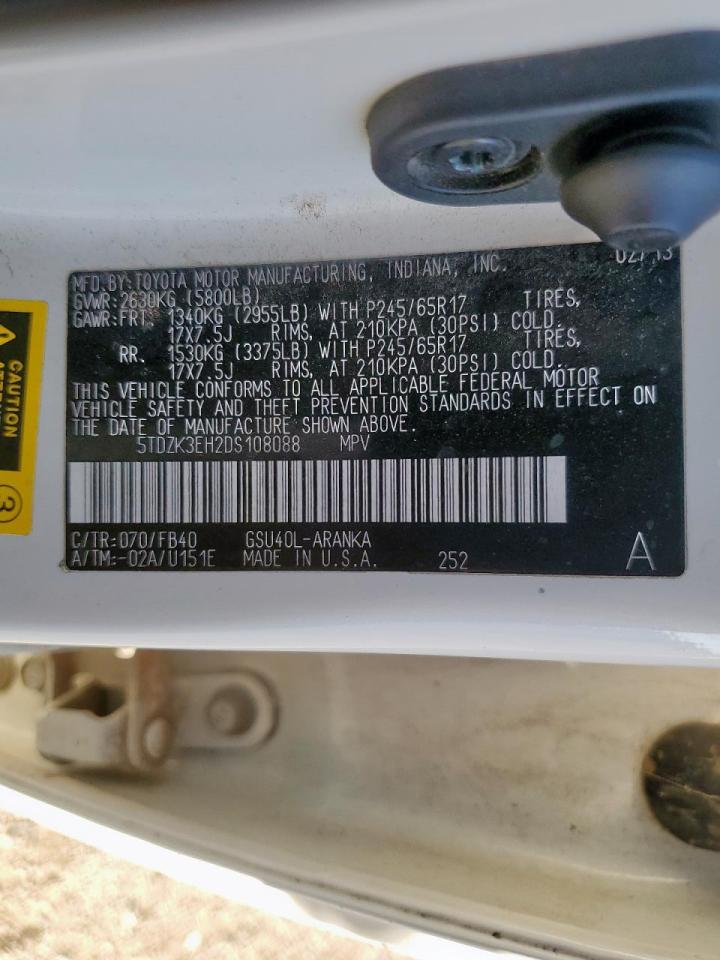 MFD.BY:TOYOTA MOTOR MANUFACTURING, INDIANA, INC. 02/13
GVWR:2630KG (5800LB)
GAWR:FRT. 1340KG (2955LB) WITH P245/65R17 TIRES,
17X7.5J RIMS, AT 210KPA (30PSI) COLD.
RR. 1530KG (3375LB) WITH P245/65R17 TIRES,
17X7.5J RIMS, AT 210KPA (30PSI) COLD.
THIS VEHICLE CONFORMS TO ALL APPLICABLE FEDERAL MOTOR
VEHICLE SAFETY AND THEFT PREVENTION STANDARDS IN EFFECT ON
THE DATE OF MANUFACTURE SHOWN ABOVE.
5TDZK3EH2DS108088 MPV
C/TR:070/FB40 GSU40L-ARANKA
A/TM:-02A/U151E MADE IN U.S.A. 252 A
CAUTION
3